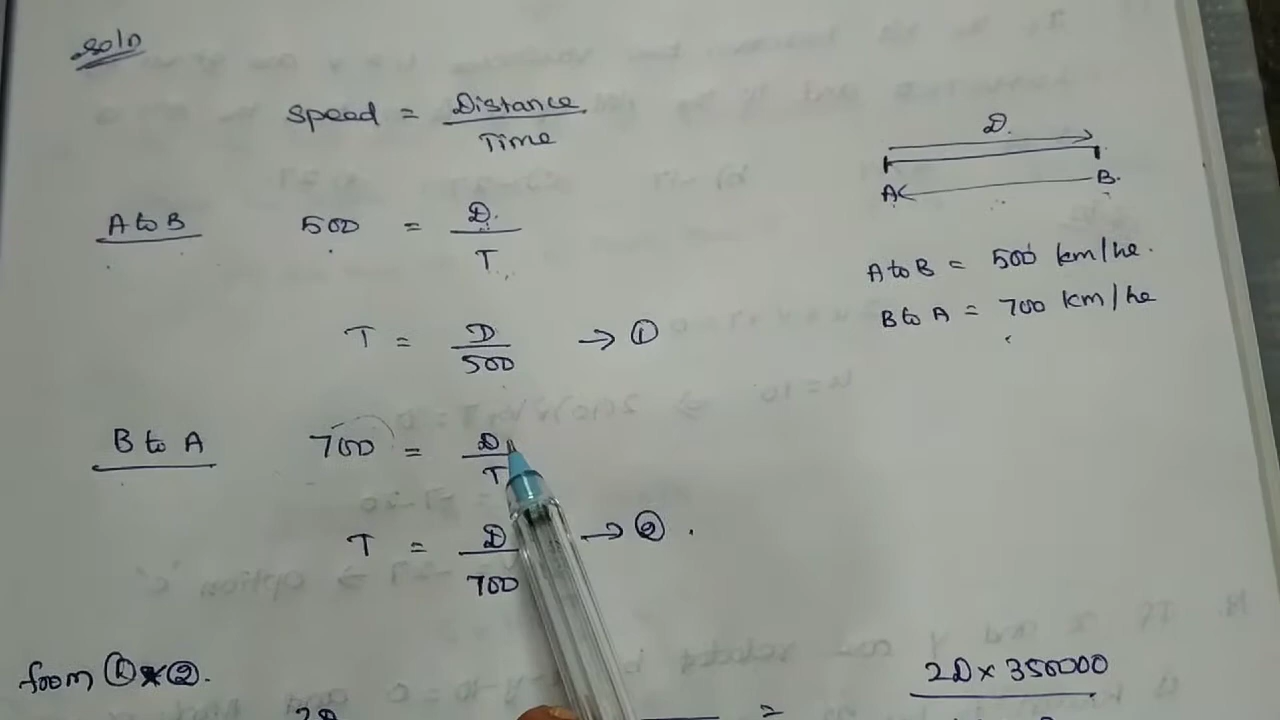 Soln
Speed = Distance / Time
D.
A B.
A to B 500 = D. / T
A to B = 500 km/hr.
B to A = 700 km/hr
T = D / 500 → ①
B to A 700 = D / T
T = D / 700 → ② .
from ① & ②.
2D = 2D × 350000